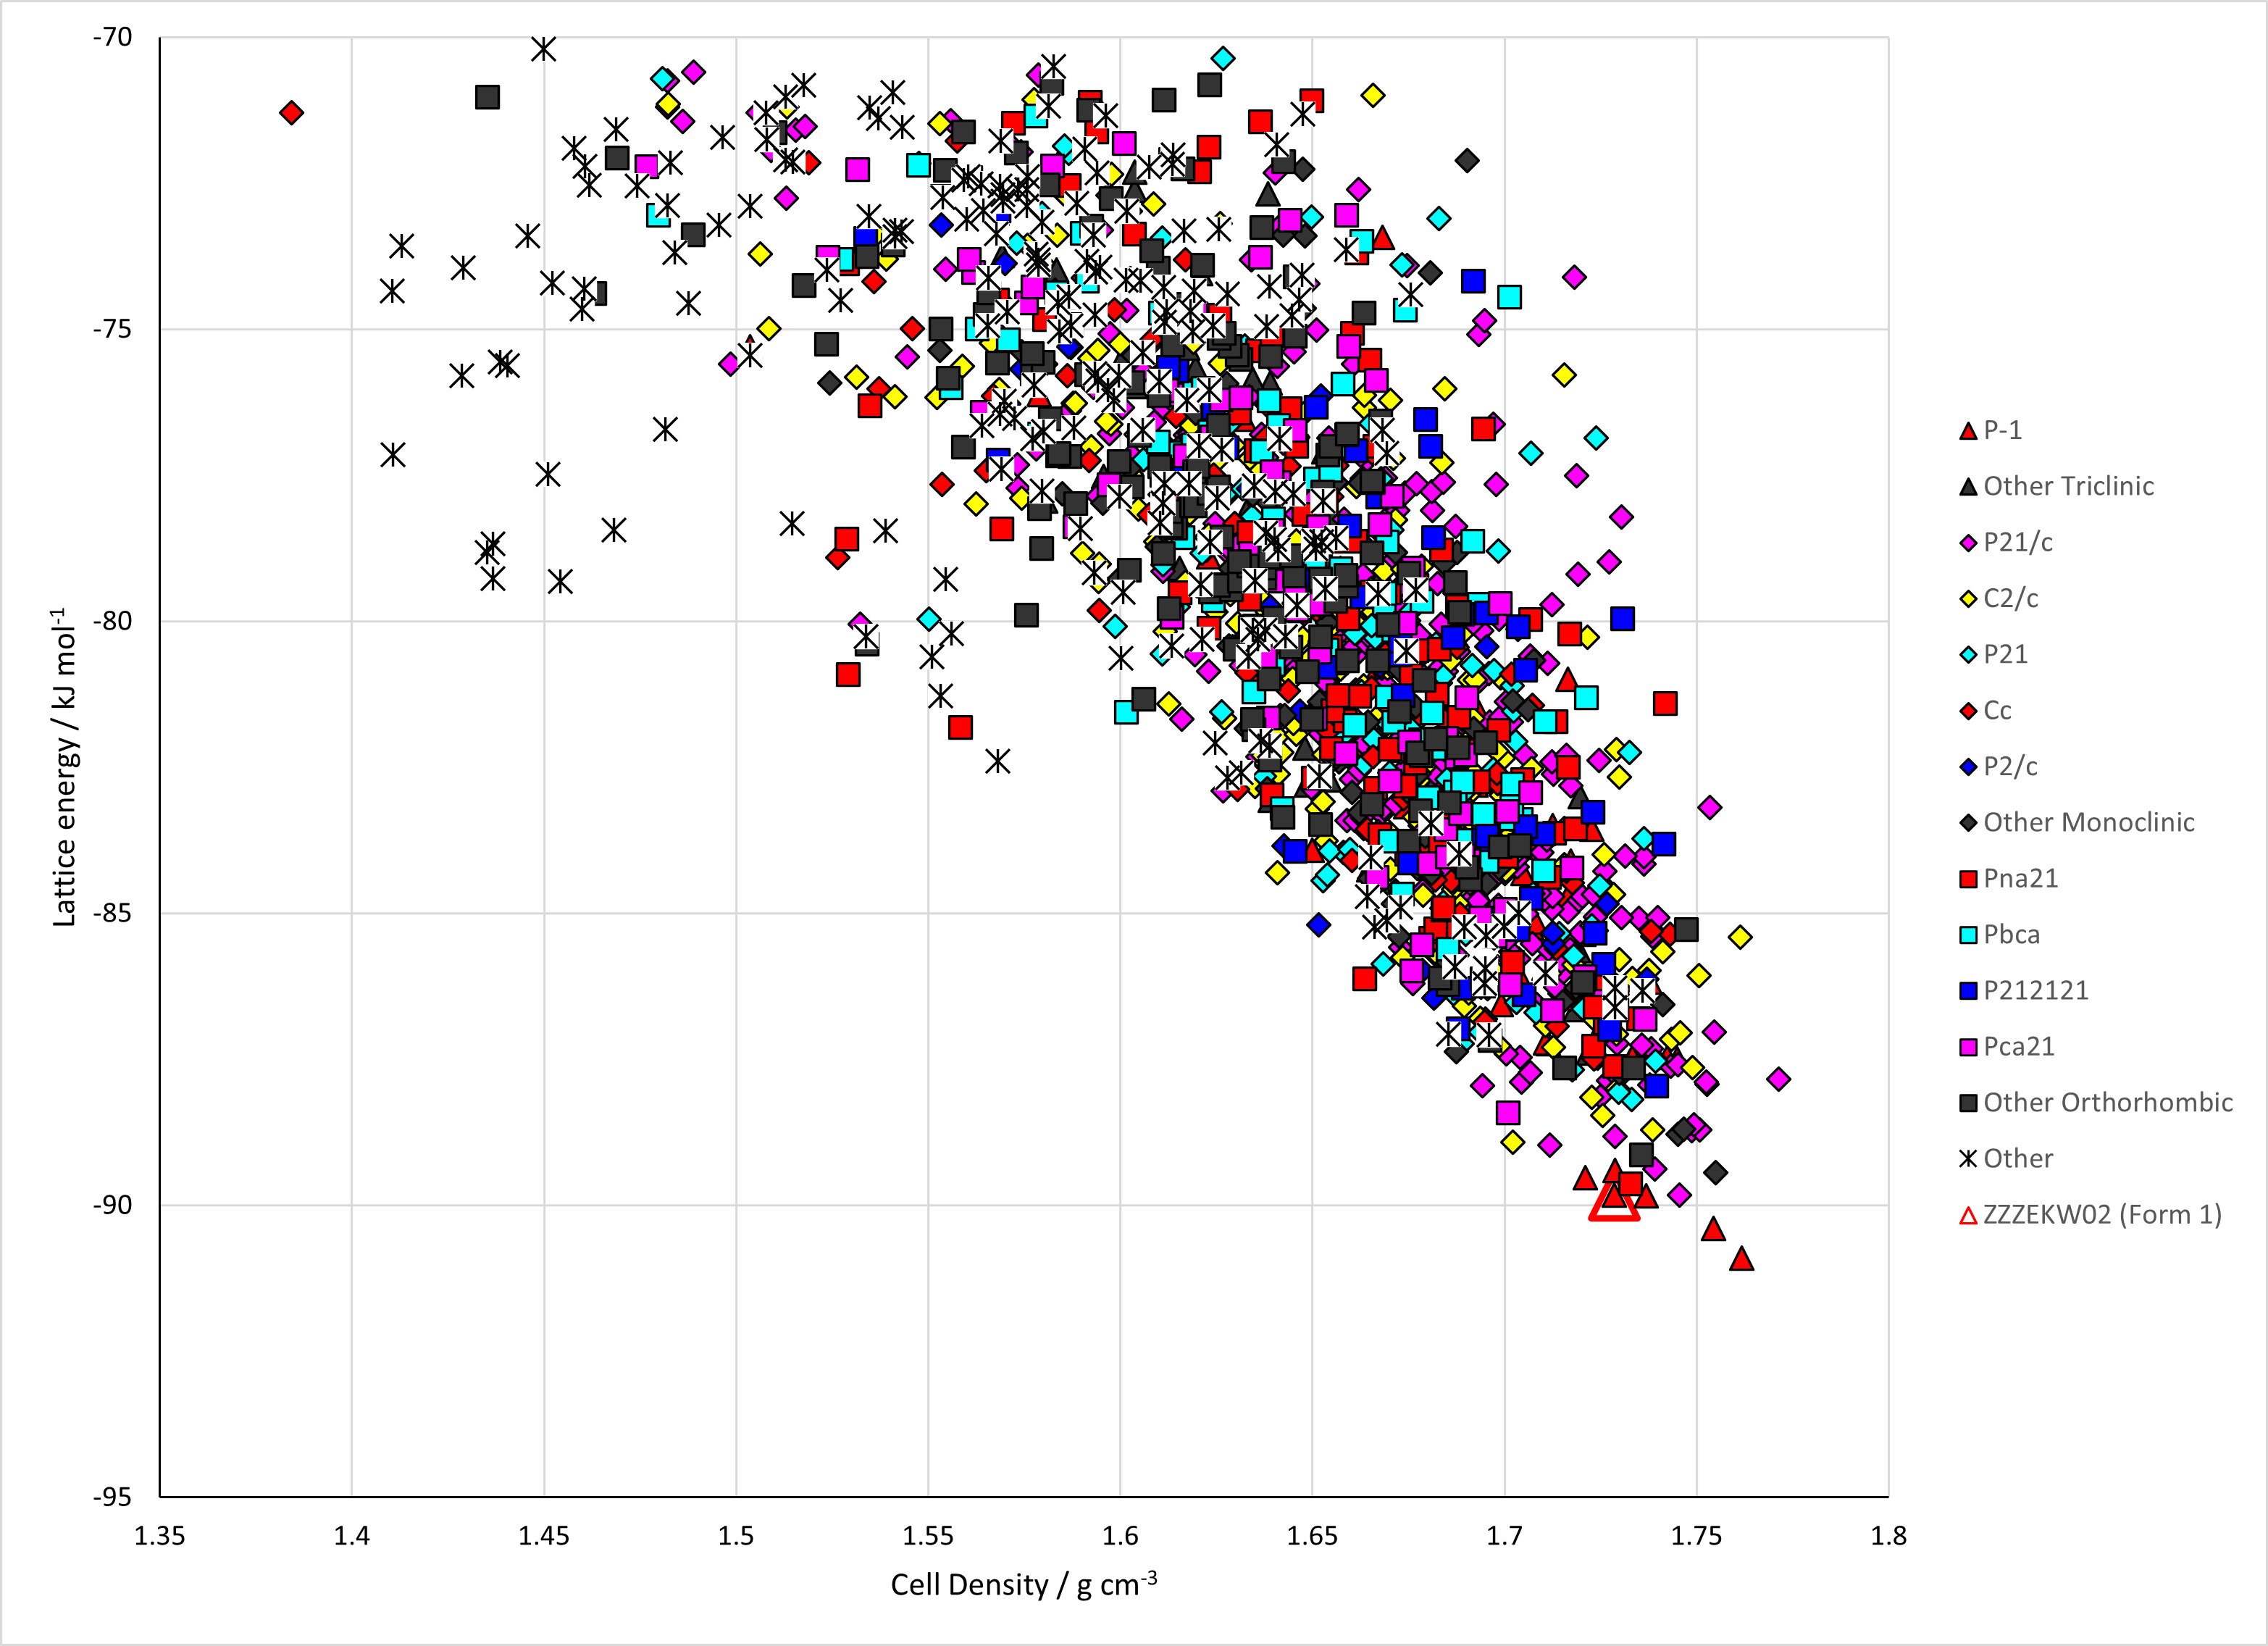 -70
-75
-80
-85
-90
-95
Lattice energy / kJ mol-1
1.35 1.4 1.45 1.5 1.55 1.6 1.65 1.7 1.75 1.8
Cell Density / g cm-3
P-1
Other Triclinic
P21/c
C2/c
P21
Cc
P2/c
Other Monoclinic
Pna21
Pbca
P212121
Pca21
Other Orthorhombic
Other
ZZZEKW02 (Form 1)